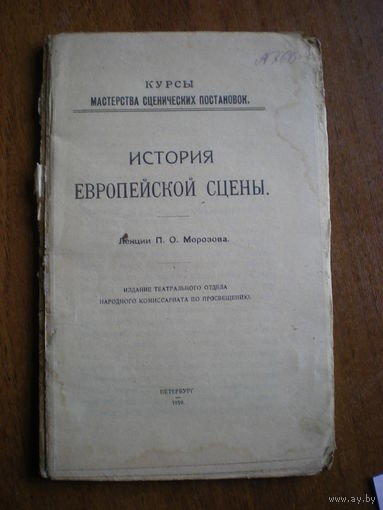 КУРСЫ
МАСТЕРСТВА СЦЕНИЧЕСКИХ ПОСТАНОВОК.
ИСТОРИЯ
ЕВРОПЕЙСКОЙ СЦЕНЫ.
Лекции П. О. Морозова.
ИЗДАНИЕ ТЕАТРАЛЬНОГО ОТДЕЛА
НАРОДНОГО КОМИССАРИАТА ПО ПРОСВЕЩЕНИЮ.
ПЕТЕРБУРГ
www.ay.by